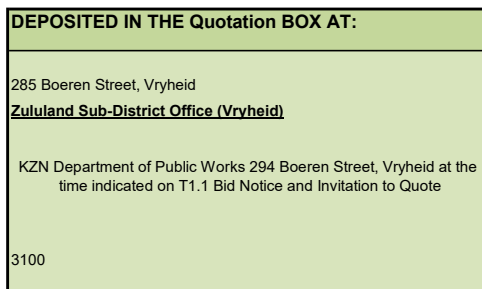 DEPOSITED IN THE Quotation BOX AT:
285 Boeren Street, Vryheid
Zululand Sub-District Office (Vryheid)
KZN Department of Public Works 294 Boeren Street, Vryheid at the
time indicated on T1.1 Bid Notice and Invitation to Quote
3100